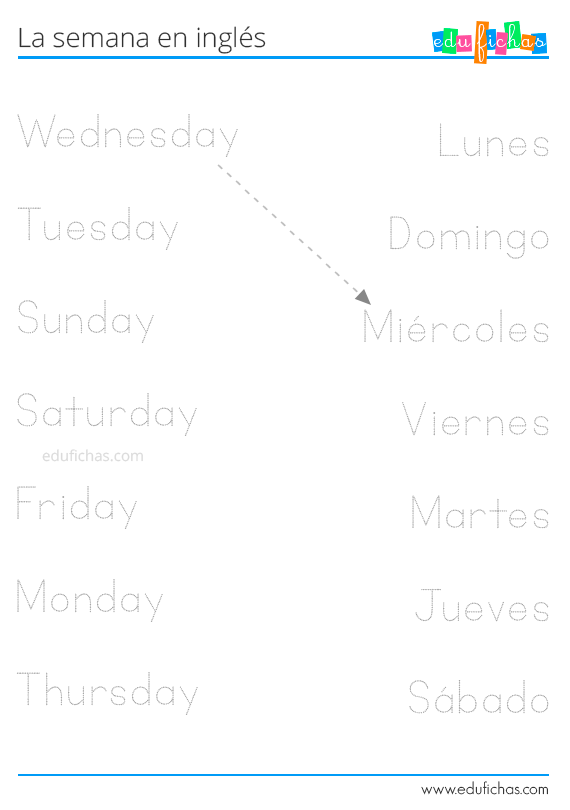 La semana en inglés
edufichas
Wednesday
Lunes
Tuesday
Domingo
Sunday
Miércoles
Saturday
Viernes
edufichas.com
Friday
Martes
Monday
Jueves
Thursday
Sábado
www.edufichas.com